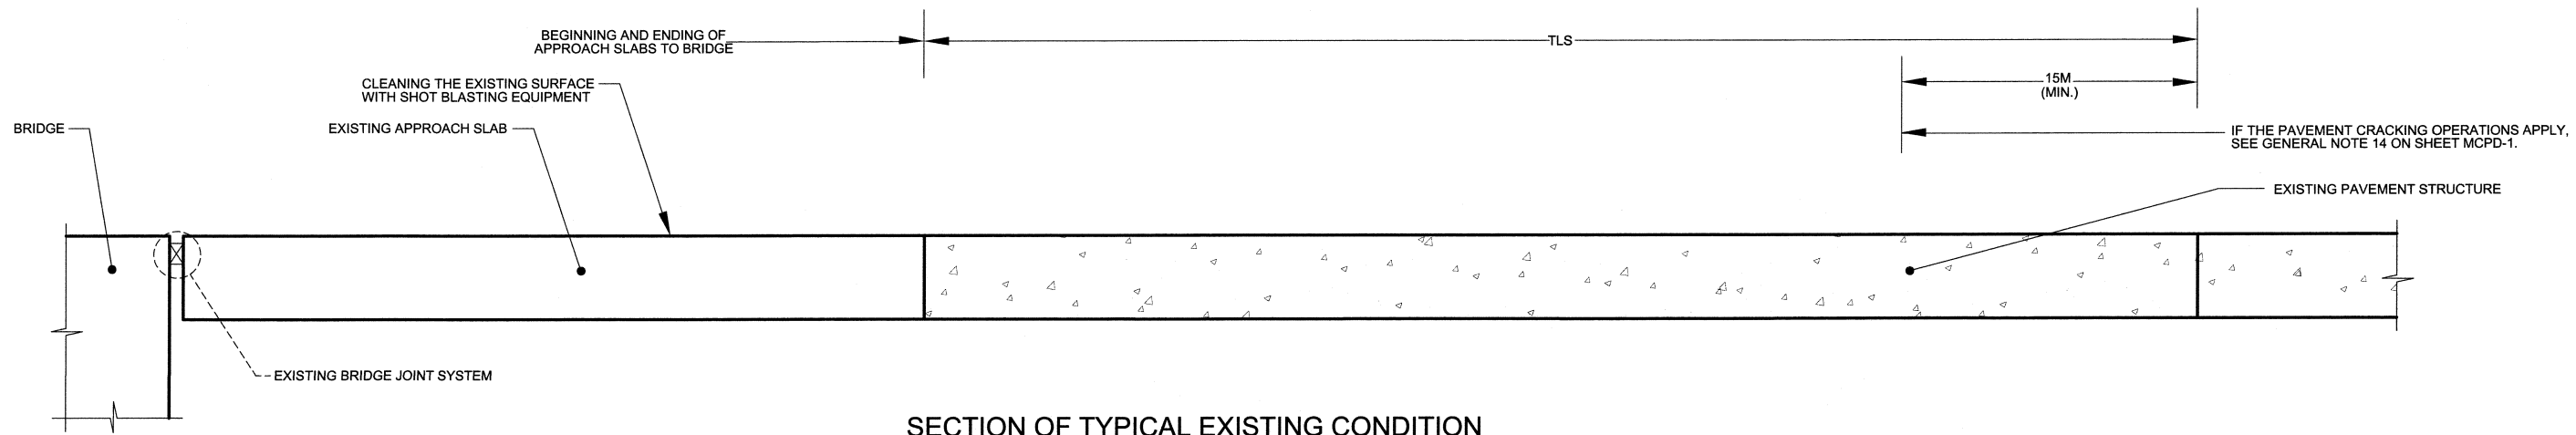 BEGINNING AND ENDING OF
APPROACH SLABS TO BRIDGE
TLS
CLEANING THE EXISTING SURFACE
WITH SHOT BLASTING EQUIPMENT
15M
(MIN.)
BRIDGE
EXISTING APPROACH SLAB
IF THE PAVEMENT CRACKING OPERATIONS APPLY,
SEE GENERAL NOTE 14 ON SHEET MCPD-1.
EXISTING PAVEMENT STRUCTURE
EXISTING BRIDGE JOINT SYSTEM
SECTION OF TYPICAL EXISTING CONDITION